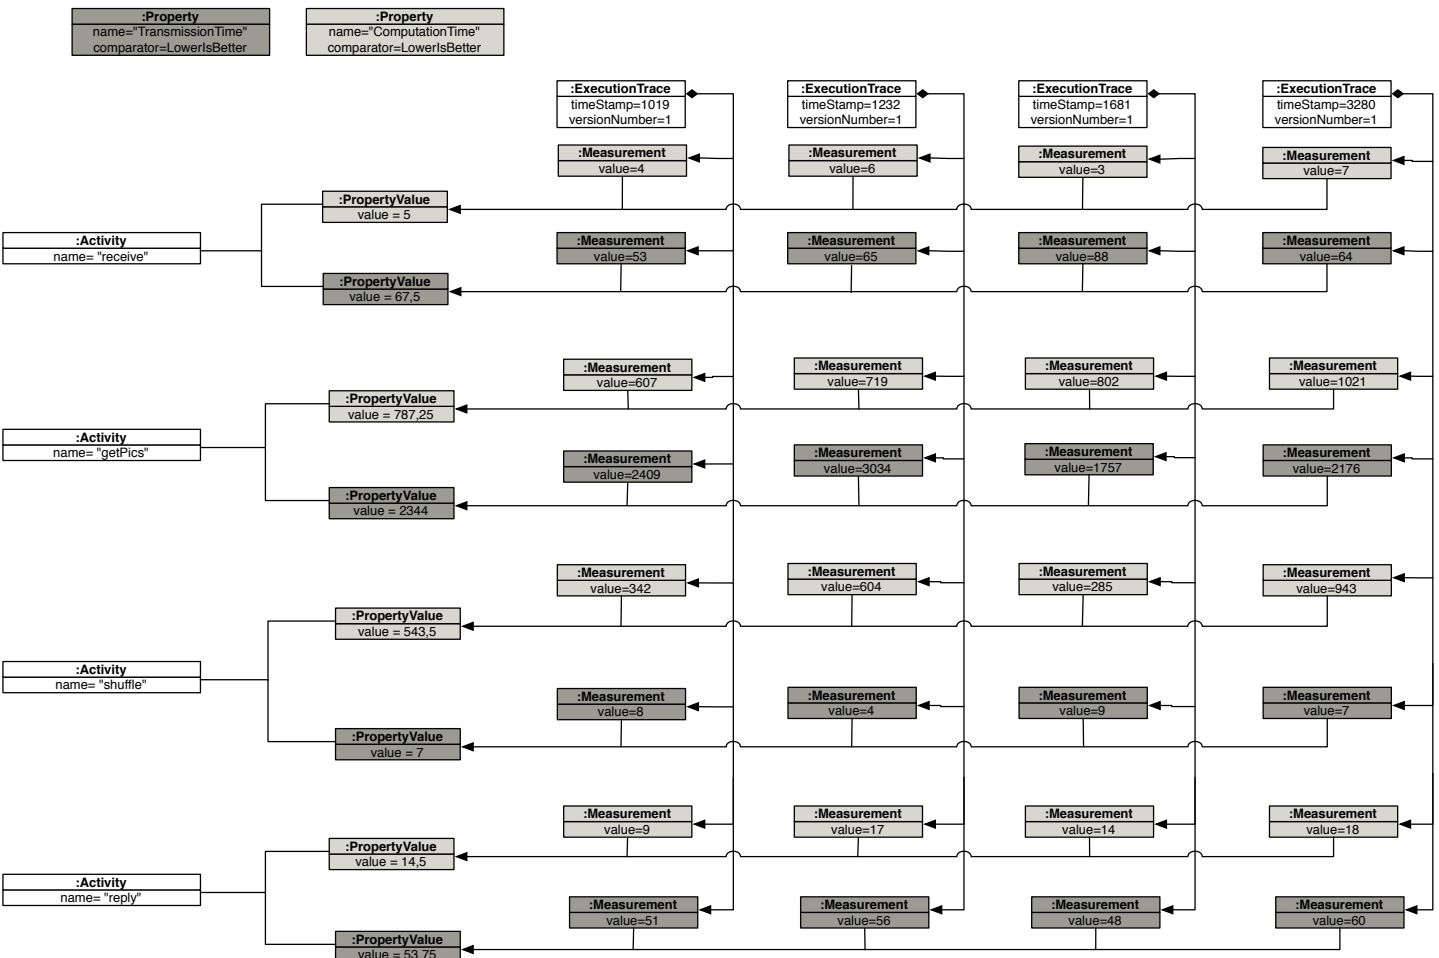 :Property
name="TransmissionTime"
comparator=LowerIsBetter
:Property
name="ComputationTime"
comparator=LowerIsBetter
:ExecutionTrace
timeStamp=1019
versionNumber=1
:ExecutionTrace
timeStamp=1232
versionNumber=1
:ExecutionTrace
timeStamp=1681
versionNumber=1
:ExecutionTrace
timeStamp=3280
versionNumber=1
:Measurement
value=4
:Measurement
value=6
:Measurement
value=3
:Measurement
value=7
:PropertyValue
value = 5
:Activity
name= "receive"
:Measurement
value=53
:Measurement
value=65
:Measurement
value=88
:Measurement
value=64
:PropertyValue
value = 67,5
:Measurement
value=607
:Measurement
value=719
:Measurement
value=802
:Measurement
value=1021
:PropertyValue
value = 787,25
:Activity
name= "getPics"
:Measurement
value=2409
:Measurement
value=3034
:Measurement
value=1757
:Measurement
value=2176
:PropertyValue
value = 2344
:Measurement
value=342
:Measurement
value=604
:Measurement
value=285
:Measurement
value=943
:PropertyValue
value = 543,5
:Activity
name= "shuffle"
:Measurement
value=8
:Measurement
value=4
:Measurement
value=9
:Measurement
value=7
:PropertyValue
value = 7
:Measurement
value=9
:Measurement
value=17
:Measurement
value=14
:Measurement
value=18
:PropertyValue
value = 14,5
:Activity
name= "reply"
:Measurement
value=51
:Measurement
value=56
:Measurement
value=48
:Measurement
value=60
:PropertyValue
value = 53,75